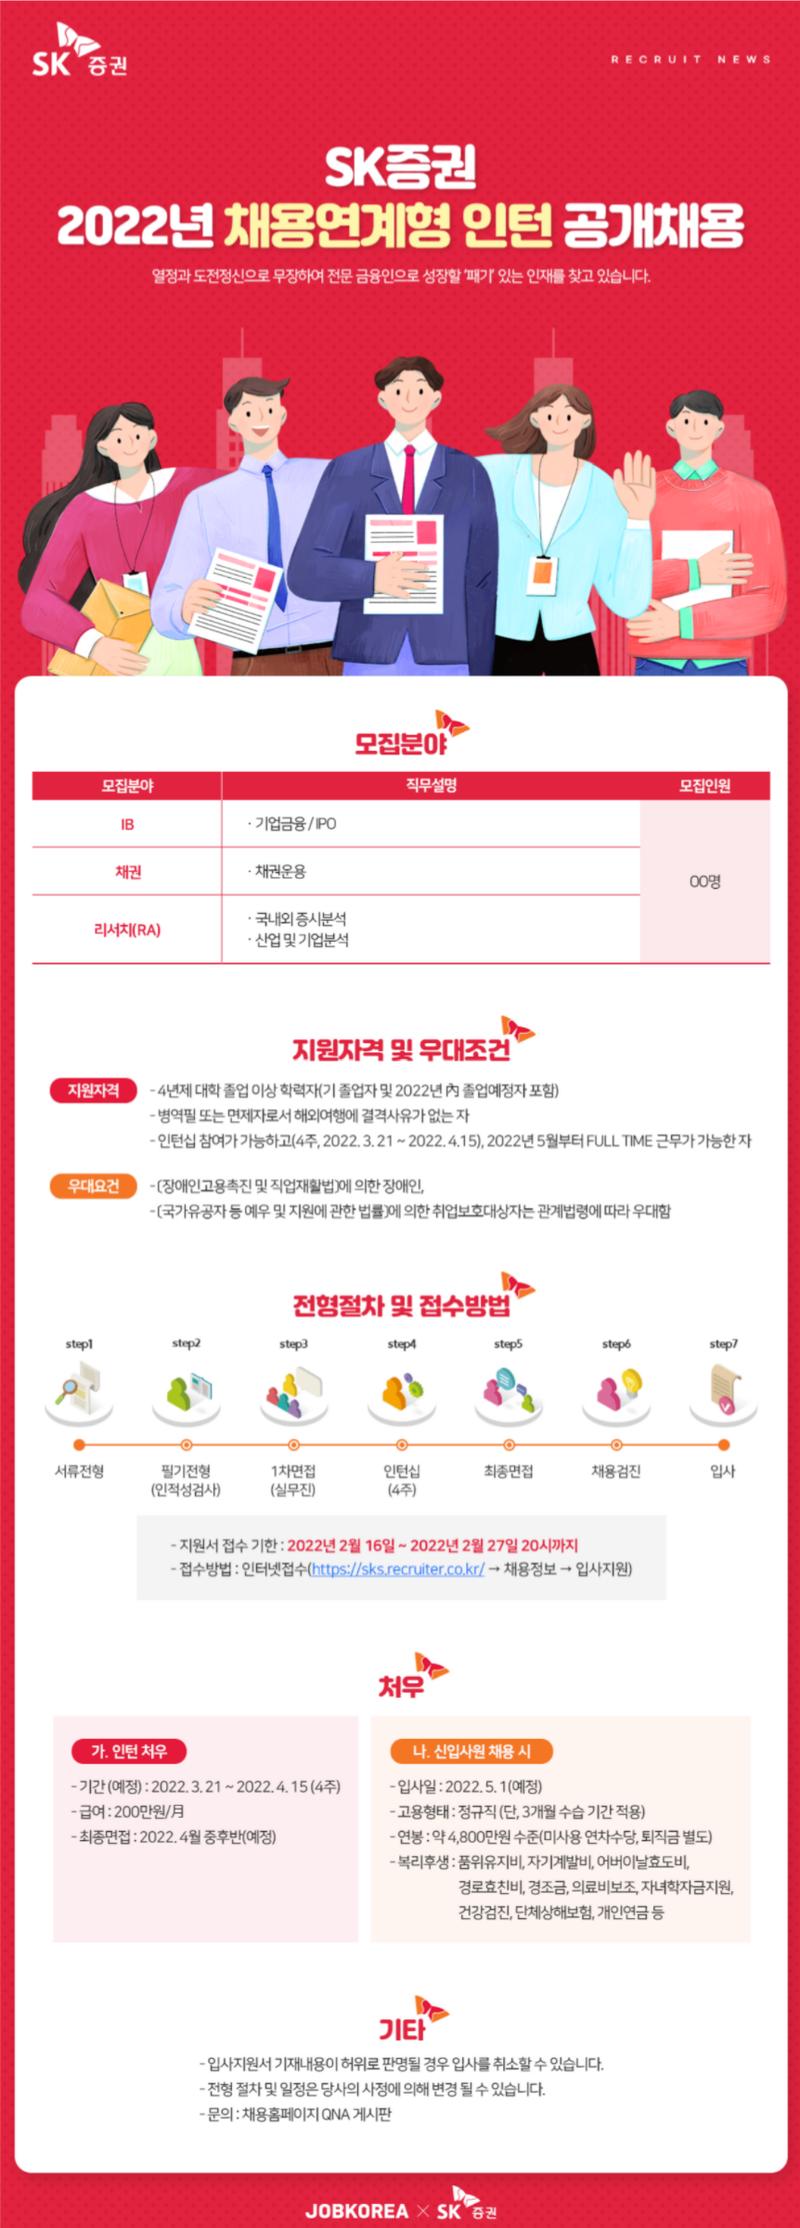 SK증권
RECRUIT NEWS
SK증권
2022년 채용연계형 인턴 공개채용
열정과 도전정신으로 무장하여 전문 금융인으로 성장할 '패기' 있는 인재를 찾고 있습니다.
모집분야
모집분야 직무설명 모집인원
IB · 기업금융 / IPO
채권 · 채권운용
00명
리서치(RA) · 국내외 증시분석
· 산업 및 기업분석
지원자격 및 우대조건
지원자격 - 4년제 대학 졸업 이상 학력자(기 졸업자 및 2022년 內 졸업예정자 포함)
- 병역필 또는 면제자로서 해외여행에 결격사유가 없는 자
- 인턴십 참여가 가능하고(4주, 2022. 3. 21 ~ 2022. 4.15), 2022년 5월부터 FULL TIME 근무가 가능한 자
우대요건 - (장애인고용촉진 및 직업재활법)에 의한 장애인,
- (국가유공자 등 예우 및 지원에 관한 법률)에 의한 취업보호대상자는 관계법령에 따라 우대함
전형절차 및 접수방법
step1 step2 step3 step4 step5 step6 step7
서류전형 필기전형 1차면접 인턴십 최종면접 채용검진 입사
(인적성검사) (실무진) (4주)
- 지원서 접수 기한 : 2022년 2월 16일 ~ 2022년 2월 27일 20시까지
- 접수방법 : 인터넷접수(https://sks.recruiter.co.kr/ → 채용정보 → 입사지원)
처우
가. 인턴 처우
- 기간 (예정) : 2022. 3. 21 ~ 2022. 4. 15 (4주)
- 급여 : 200만원/月
- 최종면접 : 2022. 4월 중후반(예정)
나. 신입사원 채용 시
- 입사일 : 2022. 5. 1(예정)
- 고용형태 : 정규직 (단, 3개월 수습 기간 적용)
- 연봉 : 약 4,800만원 수준(미사용 연차수당, 퇴직금 별도)
- 복리후생 : 품위유지비, 자기계발비, 어버이날효도비,
경로효친비, 경조금, 의료비보조, 자녀학자금지원,
건강검진, 단체상해보험, 개인연금 등
기타
- 입사지원서 기재내용이 허위로 판명될 경우 입사를 취소할 수 있습니다.
- 전형 절차 및 일정은 당사의 사정에 의해 변경 될 수 있습니다.
- 문의 : 채용홈페이지 QNA 게시판
JOBKOREA × SK증권